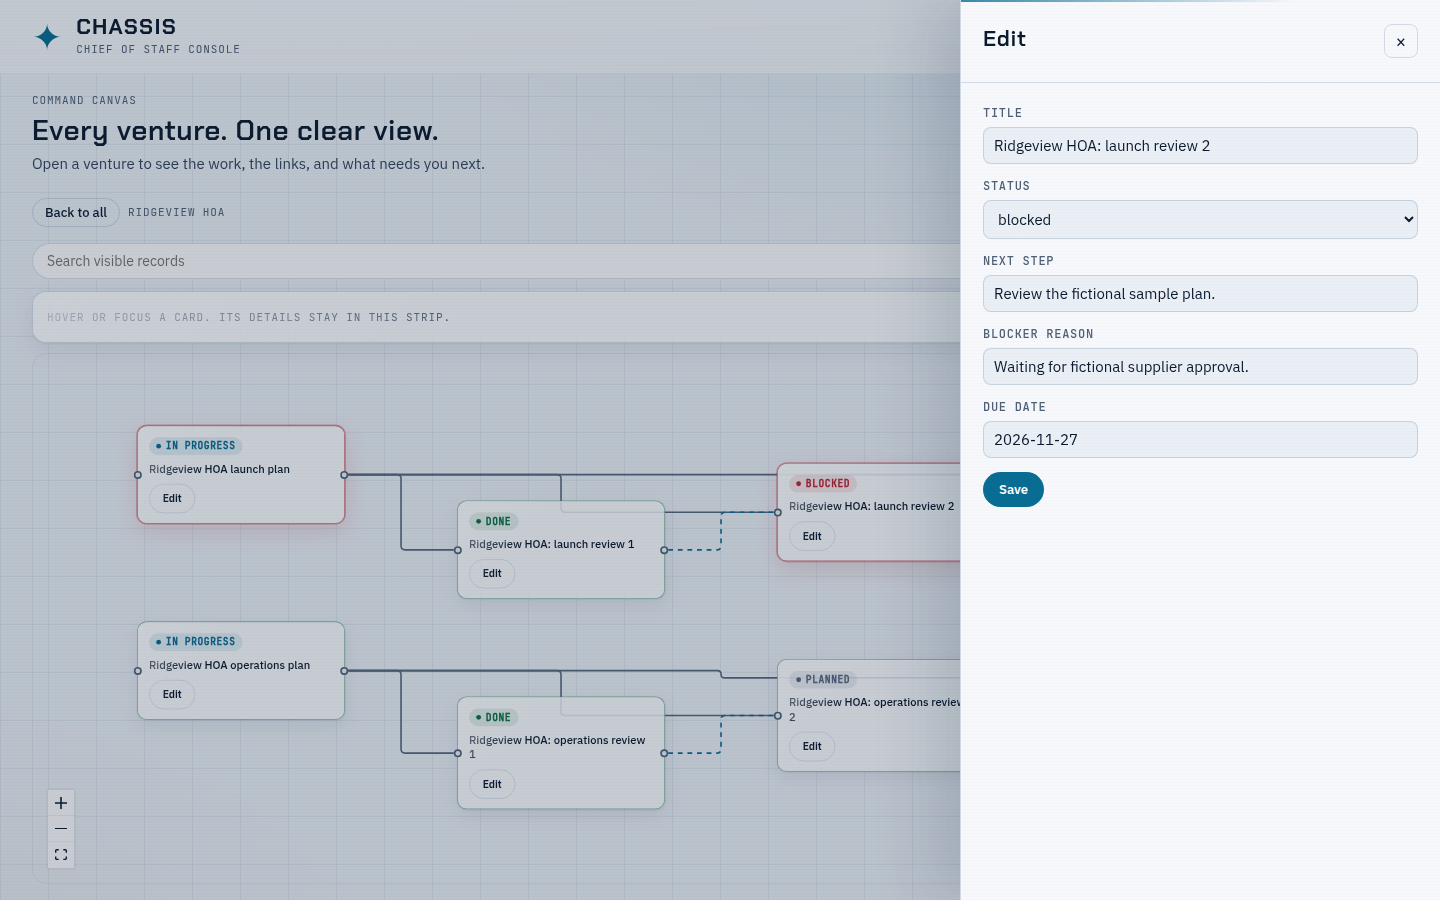 CHASSIS
CHIEF OF STAFF CONSOLE
COMMAND CANVAS
Every venture. One clear view.
Open a venture to see the work, the links, and what needs you next.
Back to all
RIDGEVIEW HOA
Search visible records
HOVER OR FOCUS A CARD. ITS DETAILS STAY IN THIS STRIP.
IN PROGRESS
Ridgeview HOA launch plan
Edit
DONE
Ridgeview HOA: launch review 1
Edit
BLOCKED
Ridgeview HOA: launch review 2
Edit
IN PROGRESS
Ridgeview HOA operations plan
Edit
DONE
Ridgeview HOA: operations review
1
Edit
PLANNED
Ridgeview HOA: operations review
2
Edit
Edit
TITLE
Ridgeview HOA: launch review 2
STATUS
blocked
NEXT STEP
Review the fictional sample plan.
BLOCKER REASON
Waiting for fictional supplier approval.
DUE DATE
2026-11-27
Save